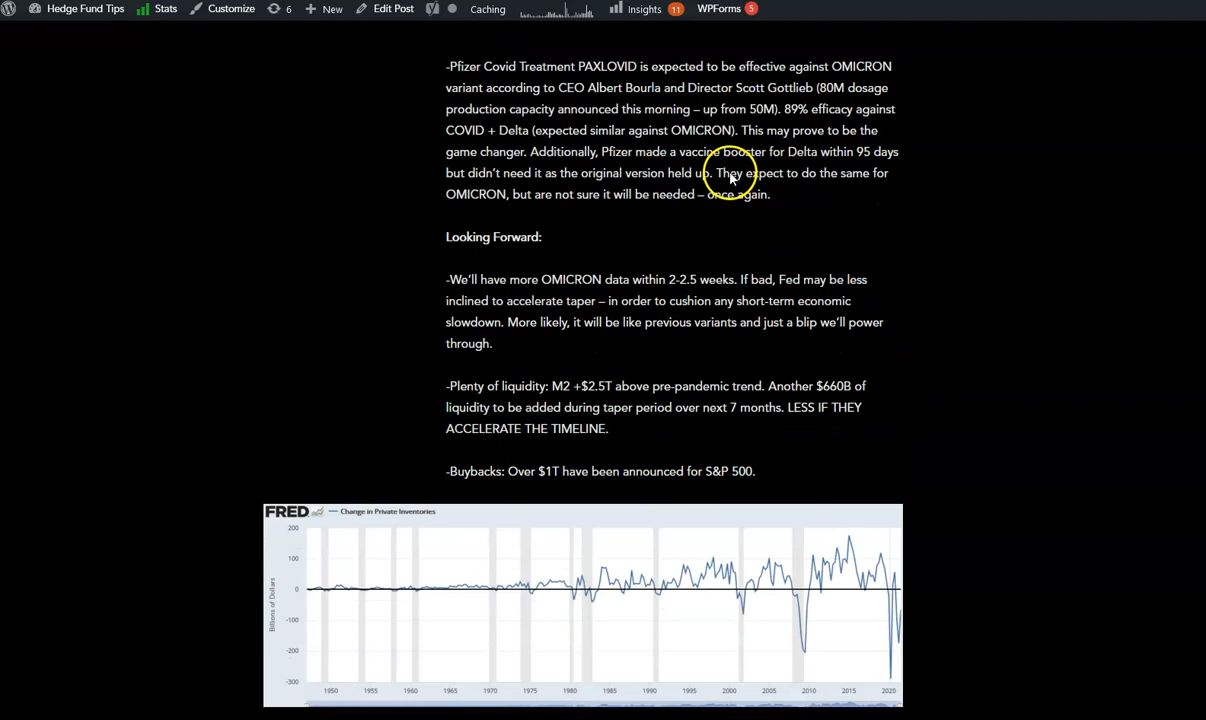 Hedge Fund Tips Stats Customize 6 New Edit Post Caching Insights 11 WPForms 5
-Pfizer Covid Treatment PAXLOVID is expected to be effective against OMICRON
variant according to CEO Albert Bourla and Director Scott Gottlieb (80M dosage
production capacity announced this morning – up from 50M). 89% efficacy against
COVID + Delta (expected similar against OMICRON). This may prove to be the
game changer. Additionally, Pfizer made a vaccine booster for Delta within 95 days
but didn't need it as the original version held up. They expect to do the same for
OMICRON, but are not sure it will be needed – once again.
Looking Forward:
-We'll have more OMICRON data within 2-2.5 weeks. If bad, Fed may be less
inclined to accelerate taper – in order to cushion any short-term economic
slowdown. More likely, it will be like previous variants and just a blip we'll power
through.
-Plenty of liquidity: M2 +$2.5T above pre-pandemic trend. Another $660B of
liquidity to be added during taper period over next 7 months. LESS IF THEY
ACCELERATE THE TIMELINE.
-Buybacks: Over $1T have been announced for S&P 500.
FRED — Change in Private Inventories
200
100
0
-100
-200
-300
Billions of Dollars
1950 1955 1960 1965 1970 1975 1980 1985 1990 1995 2000 2005 2010 2015 2020